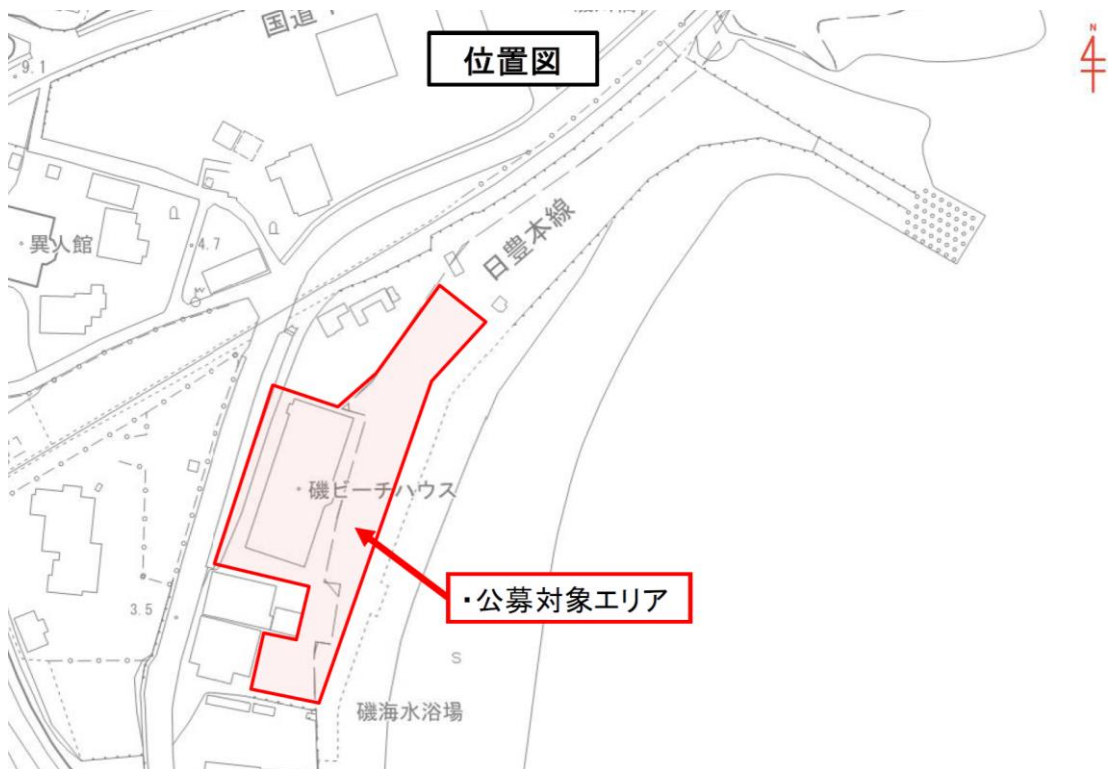 国道
位置図
N
9.1
日豊本線
・異人館
4.7
・磯ビーチハウス
・公募対象エリア
3.5
S
磯海水浴場